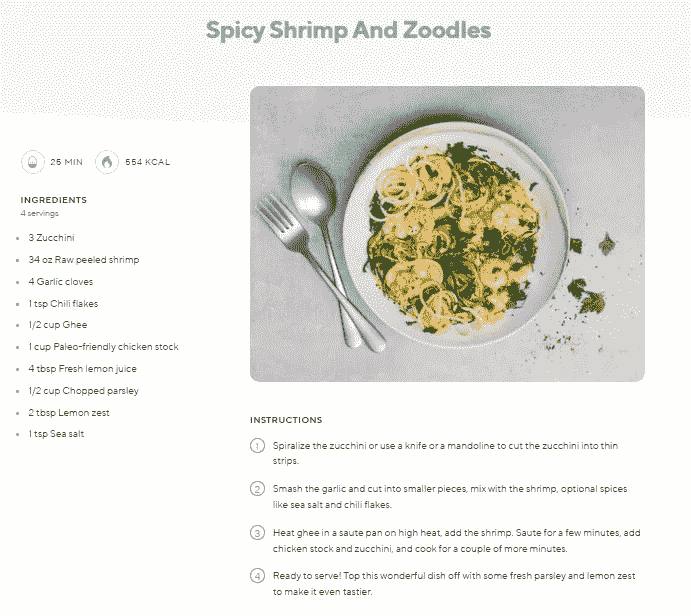 Spicy Shrimp And Zoodles
25 MIN 554 KCAL
INGREDIENTS
4 servings
3 Zucchini
34 oz Raw peeled shrimp
4 Garlic cloves
1 tsp Chili flakes
1/2 cup Ghee
1 cup Paleo-friendly chicken stock
4 tbsp Fresh lemon juice
1/2 cup Chopped parsley
2 tbsp Lemon zest
1 tsp Sea salt
INSTRUCTIONS
1 Spiralize the zucchini or use a knife or a mandoline to cut the zucchini into thin
strips.
2 Smash the garlic and cut into smaller pieces, mix with the shrimp, optional spices
like sea salt and chili flakes.
3 Heat ghee in a saute pan on high heat, add the shrimp. Saute for a few minutes, add
chicken stock and zucchini, and cook for a couple of more minutes.
4 Ready to serve! Top this wonderful dish off with some fresh parsley and lemon zest
to make it even tastier.